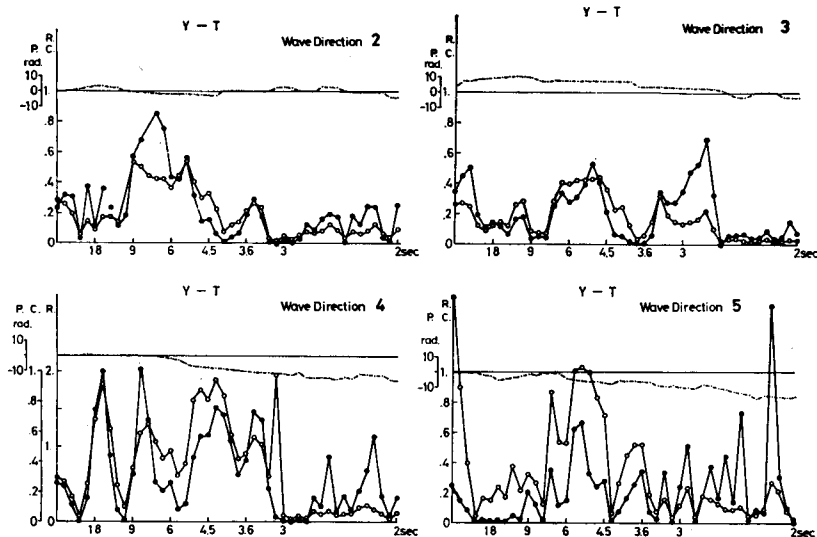 Y – T
Wave Direction 2
R.
P. C.
rad.
10
0
-10
1.
.8
.6
.4
.2
0
18
9
6
4.5
3.6
3
2sec
Y – T
Wave Direction 3
R.
P. C.
rad.
10
0
-10
1.
.8
.6
.4
.2
0
18
9
6
4.5
3.6
3
2sec
Y – T
Wave Direction 4
P. C. R.
rad.
10
-10
1.
2.
.8
.6
1
.4
.2
0
0
18
9
6
4.5
3.6
3
2sec
Y – T
Wave Direction 5
R.
P. C.
rad.
10
-10
1.
.8
.6
.4
.2
0
18
9
6
4.5
3.6
3
2sec